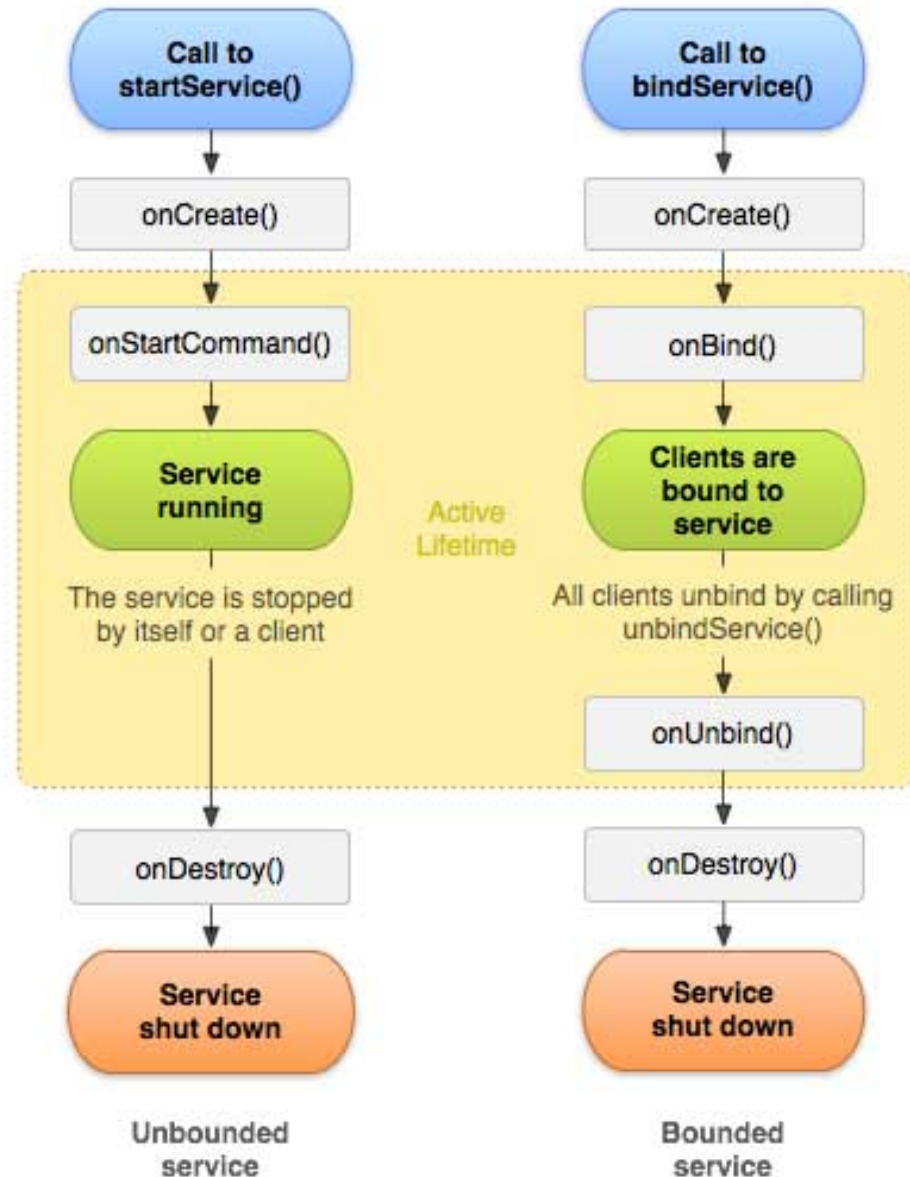 Call to
startService()
onCreate()
onStartCommand()
Service
running
The service is stopped
by itself or a client
onDestroy()
Service
shut down
Unbounded
service
Active
Lifetime
Call to
bindService()
onCreate()
onBind()
Clients are
bound to
service
All clients unbind by calling
unbindService()
onUnbind()
onDestroy()
Service
shut down
Bounded
service